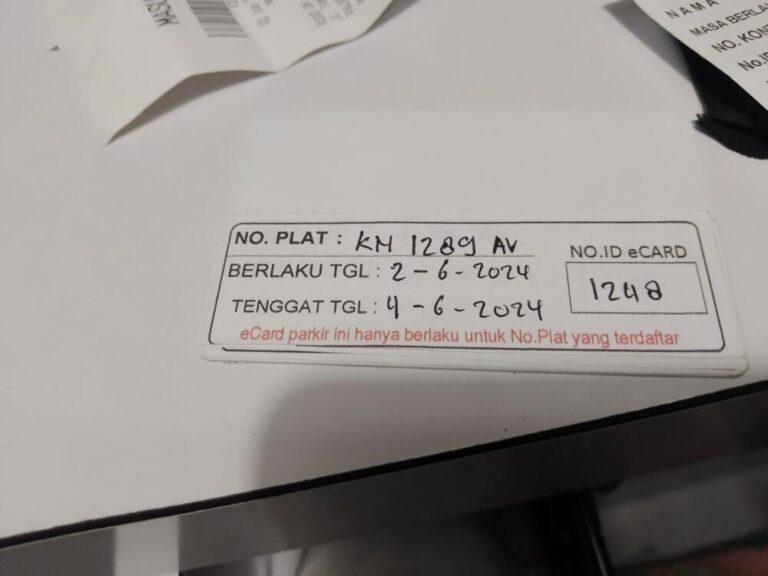 NAMA
MASA BERLA
NO. KONT
No.ID
NO. PLAT : KM 1289 AV
BERLAKU TGL : 2-6-2024
TENGGAT TGL : 4-6-2024
NO.ID eCARD
1248
eCard parkir ini hanya berlaku untuk No.Plat yang terdaftar